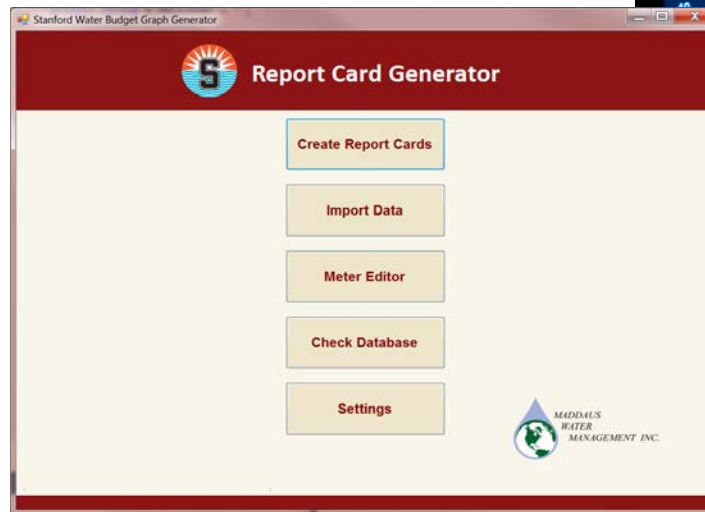 Stanford Water Budget Graph Generator
S Report Card Generator
Create Report Cards
Import Data
Meter Editor
Check Database
Settings
MADDAUS
WATER
MANAGEMENT INC.